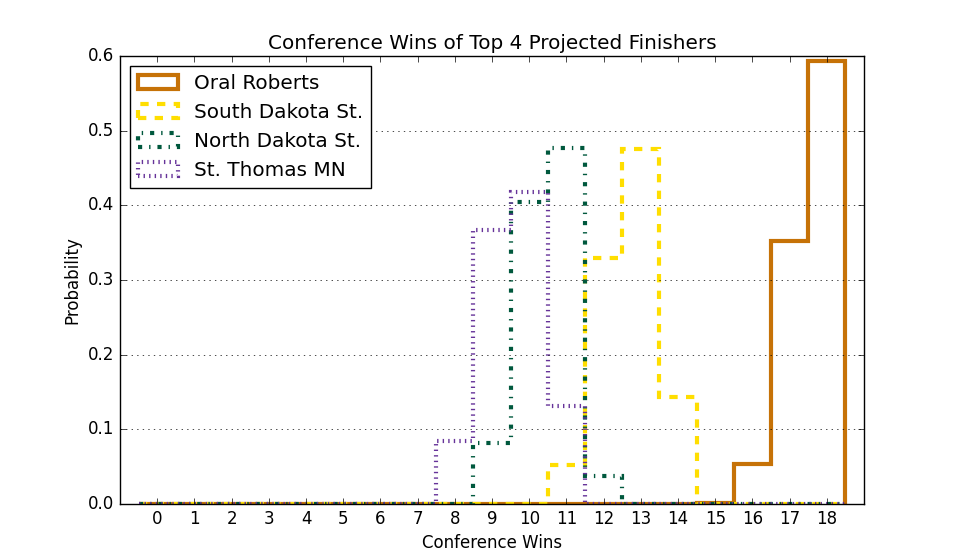 Conference Wins of Top 4 Projected Finishers
0.6
0.5
0.4
0.3
0.2
0.1
0.0
Probability
Oral Roberts
South Dakota St.
North Dakota St.
St. Thomas MN
0 1 2 3 4 5 6 7 8 9 10 11 12 13 14 15 16 17 18
Conference Wins